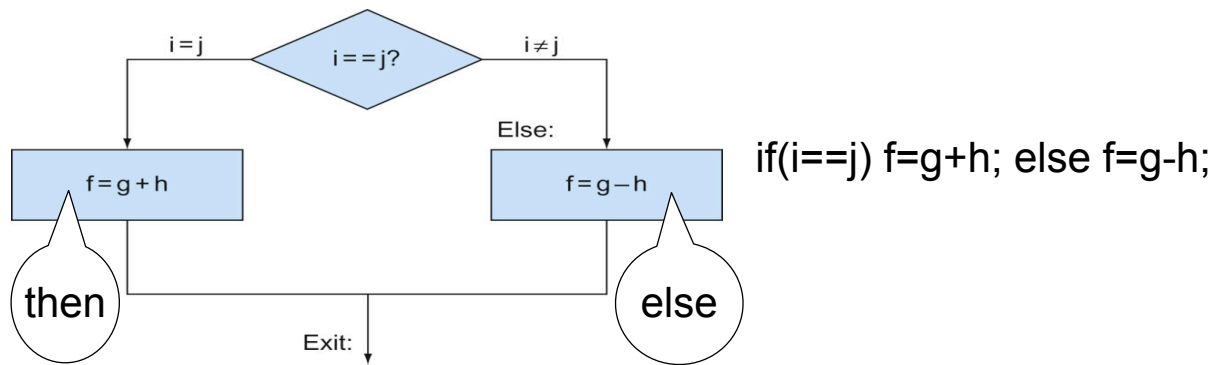 i=j
i==j?
i≠j
Else:
f=g+h
f=g–h
if(i==j) f=g+h; else f=g-h;
then
else
Exit: